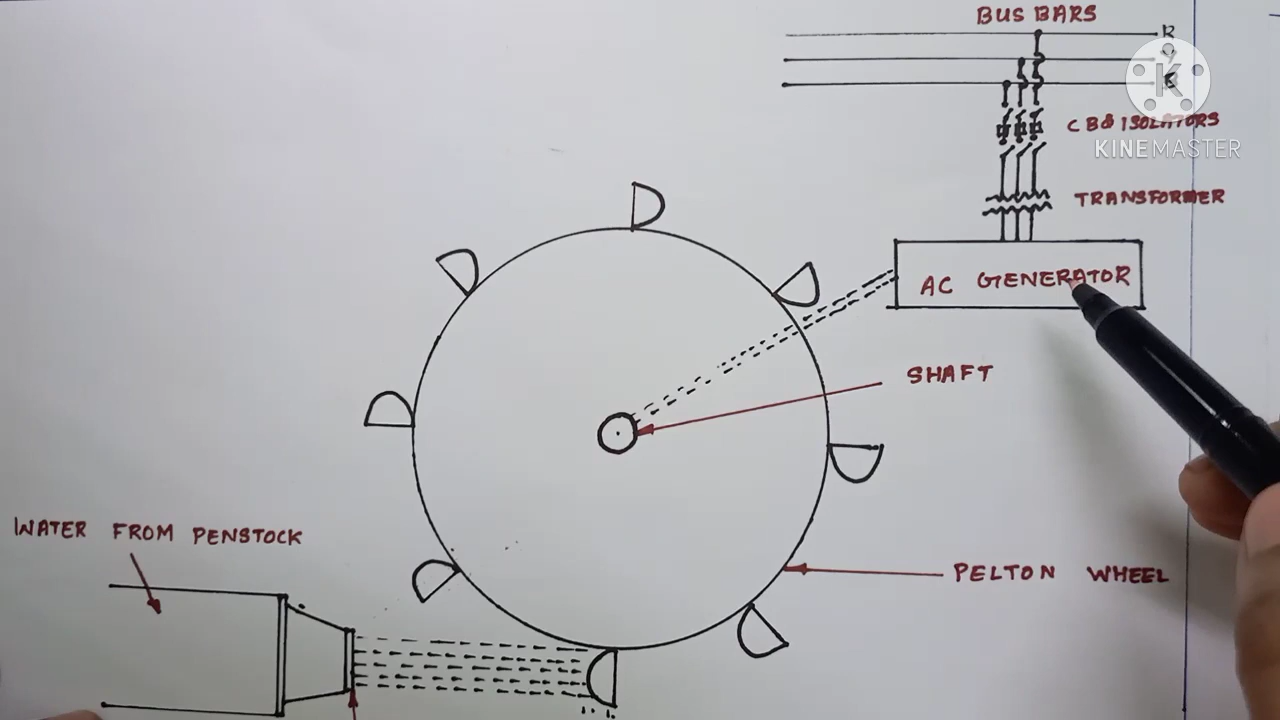 BUS BARS
R
Y
B
CB & ISOLATORS
KINEMASTER
TRANSFORMER
AC GENERATOR
SHAFT
WATER FROM PENSTOCK
PELTON WHEEL